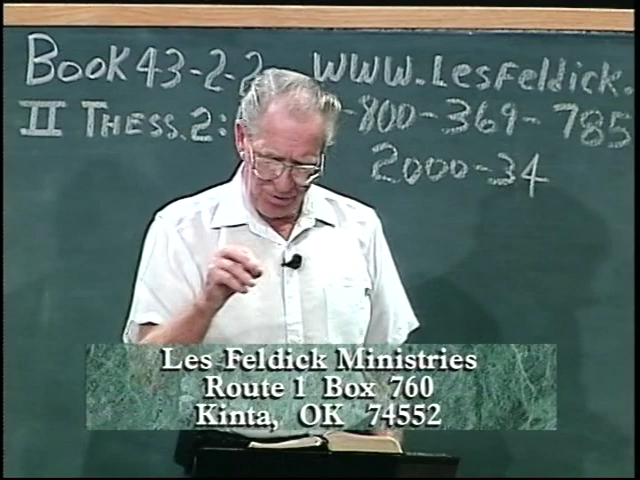 BOOK 43-2-2 WWW.LESFELDICK.
II THESS. 2: -800-369-785
2000-34
Les Feldick Ministries
Route 1 Box 760
Kinta, OK 74552